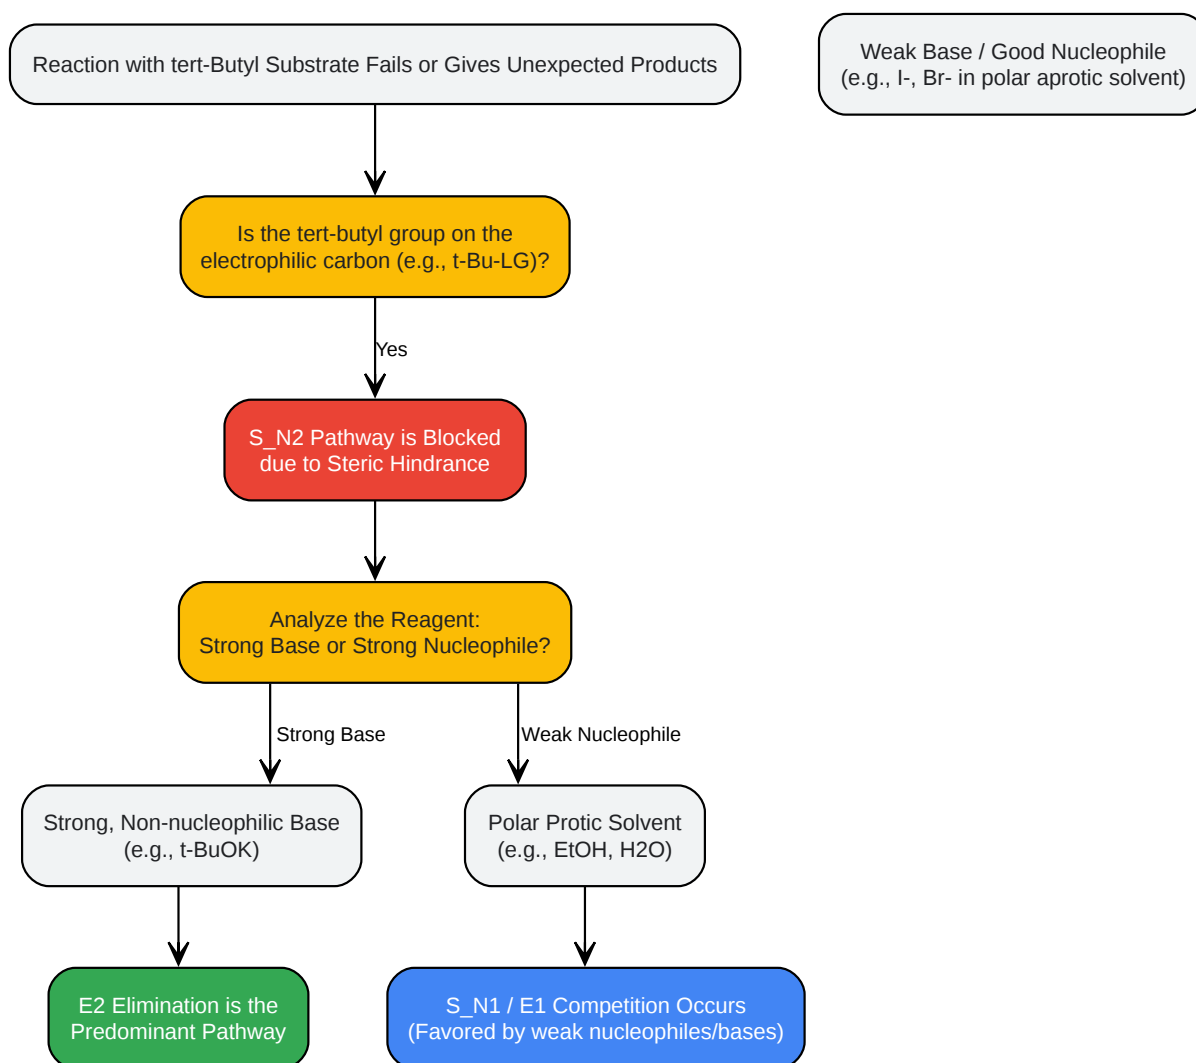 Reaction with tert-Butyl Substrate Fails or Gives Unexpected Products
Weak Base / Good Nucleophile
(e.g., I-, Br- in polar aprotic solvent)
Is the tert-butyl group on the
electrophilic carbon (e.g., t-Bu-LG)?
Yes
S_N2 Pathway is Blocked
due to Steric Hindrance
Analyze the Reagent:
Strong Base or Strong Nucleophile?
Strong Base
Weak Nucleophile
Strong, Non-nucleophilic Base
(e.g., t-BuOK)
Polar Protic Solvent
(e.g., EtOH, H2O)
E2 Elimination is the
Predominant Pathway
S_N1 / E1 Competition Occurs
(Favored by weak nucleophiles/bases)